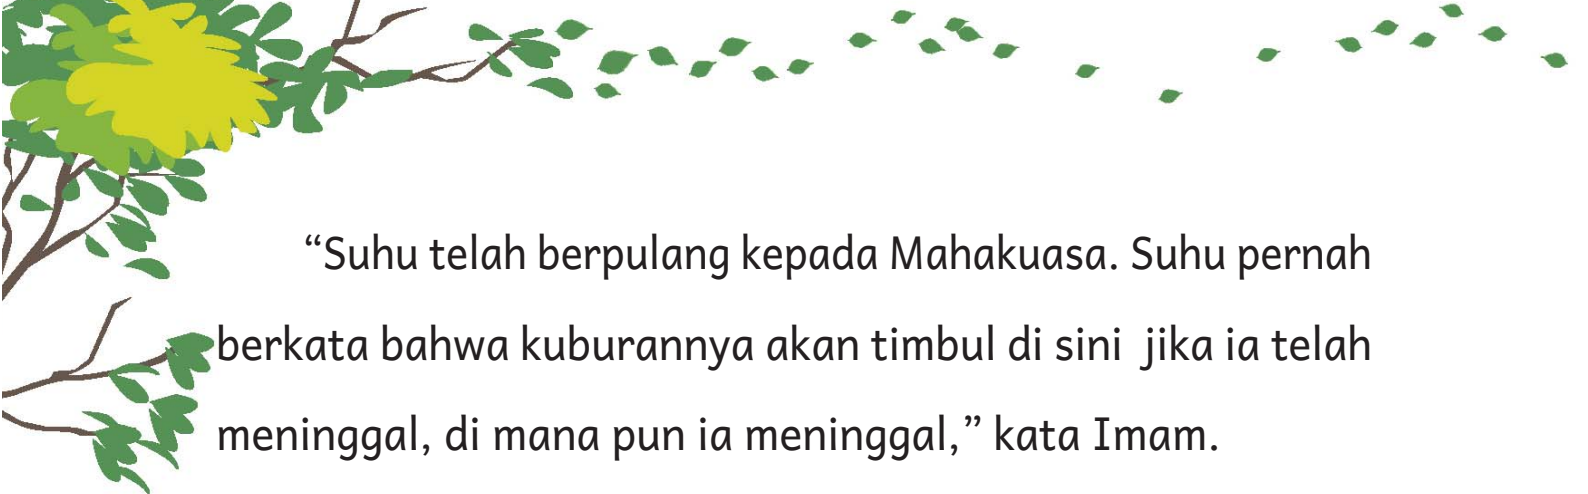 “Suhu telah berpulang kepada Mahakuasa. Suhu pernah
berkata bahwa kuburannya akan timbul di sini jika ia telah
meninggal, di mana pun ia meninggal,” kata Imam.